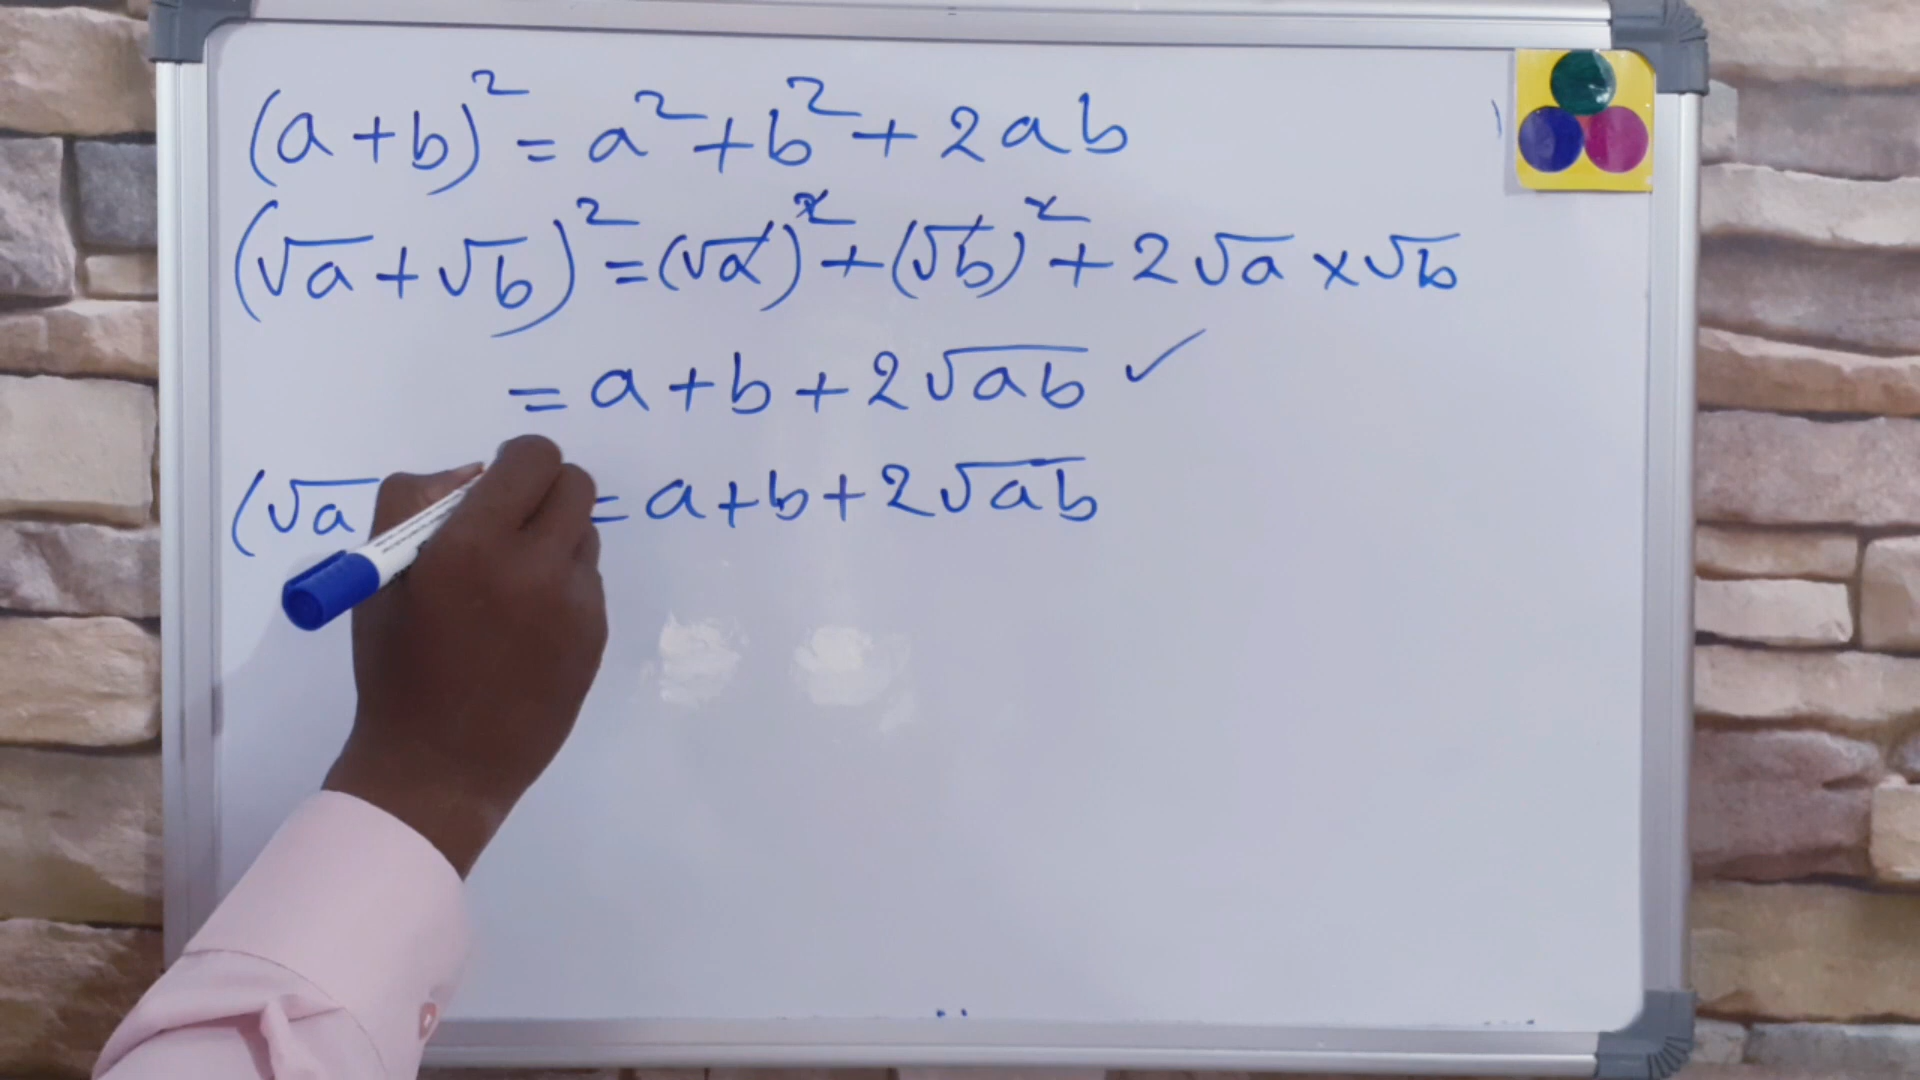 (a+b)² = a²+b²+2ab
(√a+√b)² = (√a)²+(√b)²+2√a×√b
= a+b+2√ab ✓
(√a = a+b+2√ab